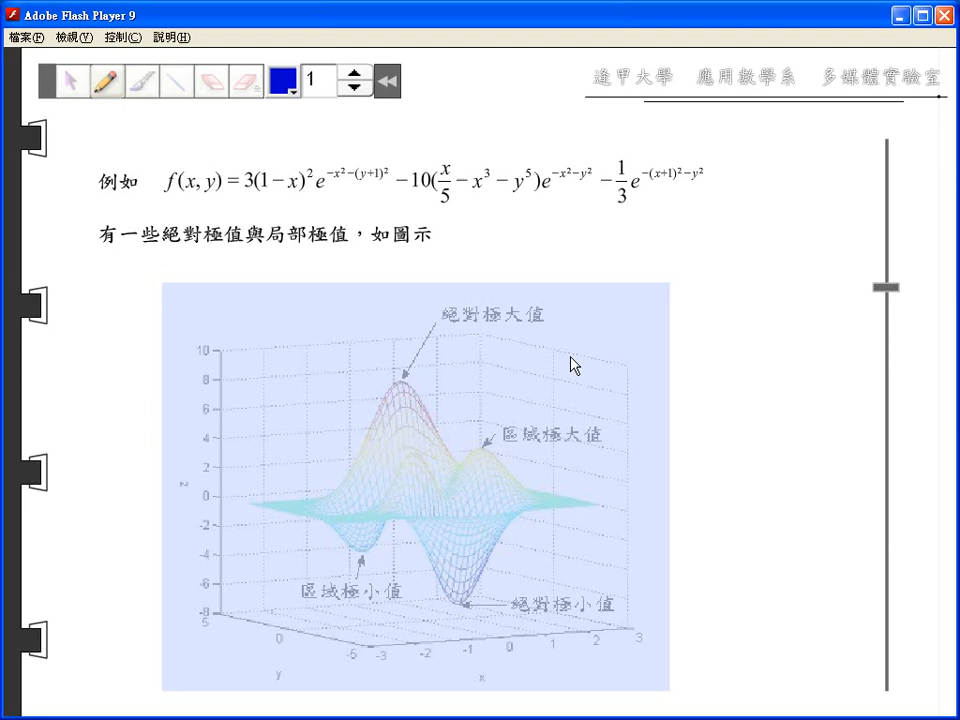 Adobe Flash Player 9
檔案(F) 檢視(V) 控制(C) 說明(H)
1
逢甲大學 應用數學系 多媒體實驗室
例如 f(x, y) = 3(1 − x)²e^{−x²−(y+1)²} − 10(x/5 − x³ − y⁵)e^{−x²−y²} − 1/3 e^{−(x+1)²−y²}
有一些絕對極值與局部極值，如圖示
絕對極大值
區域極大值
區域極小值
絕對極小值
10
8
6
4
2
0
-2
-4
-6
-8
z
5
0
-5
y
-3
-2
-1
0
1
2
3
x